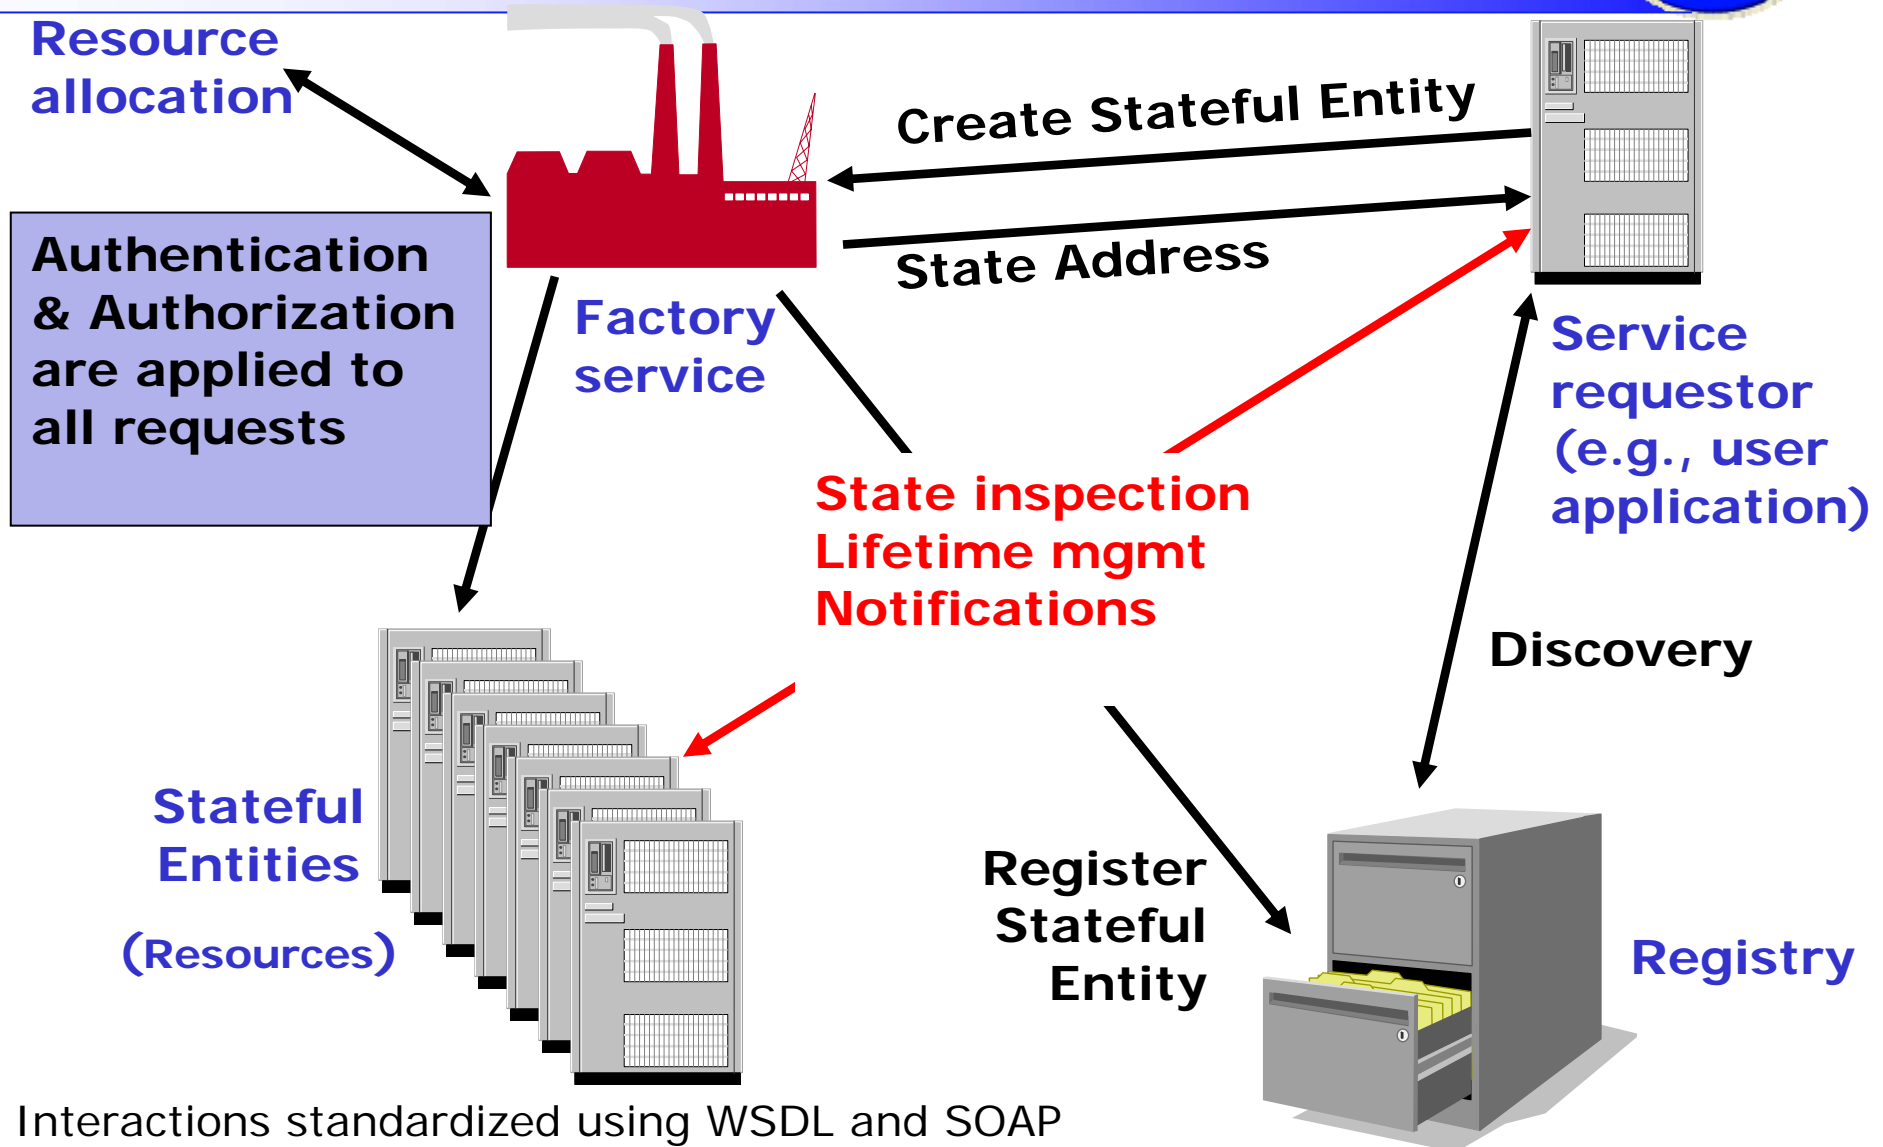 Resource
allocation
Create Stateful Entity
State Address
Authentication
& Authorization
are applied to
all requests
Factory
service
Service
requestor
(e.g., user
application)
State inspection
Lifetime mgmt
Notifications
Discovery
Stateful
Entities
(Resources)
Register
Stateful
Entity
Registry
Interactions standardized using WSDL and SOAP